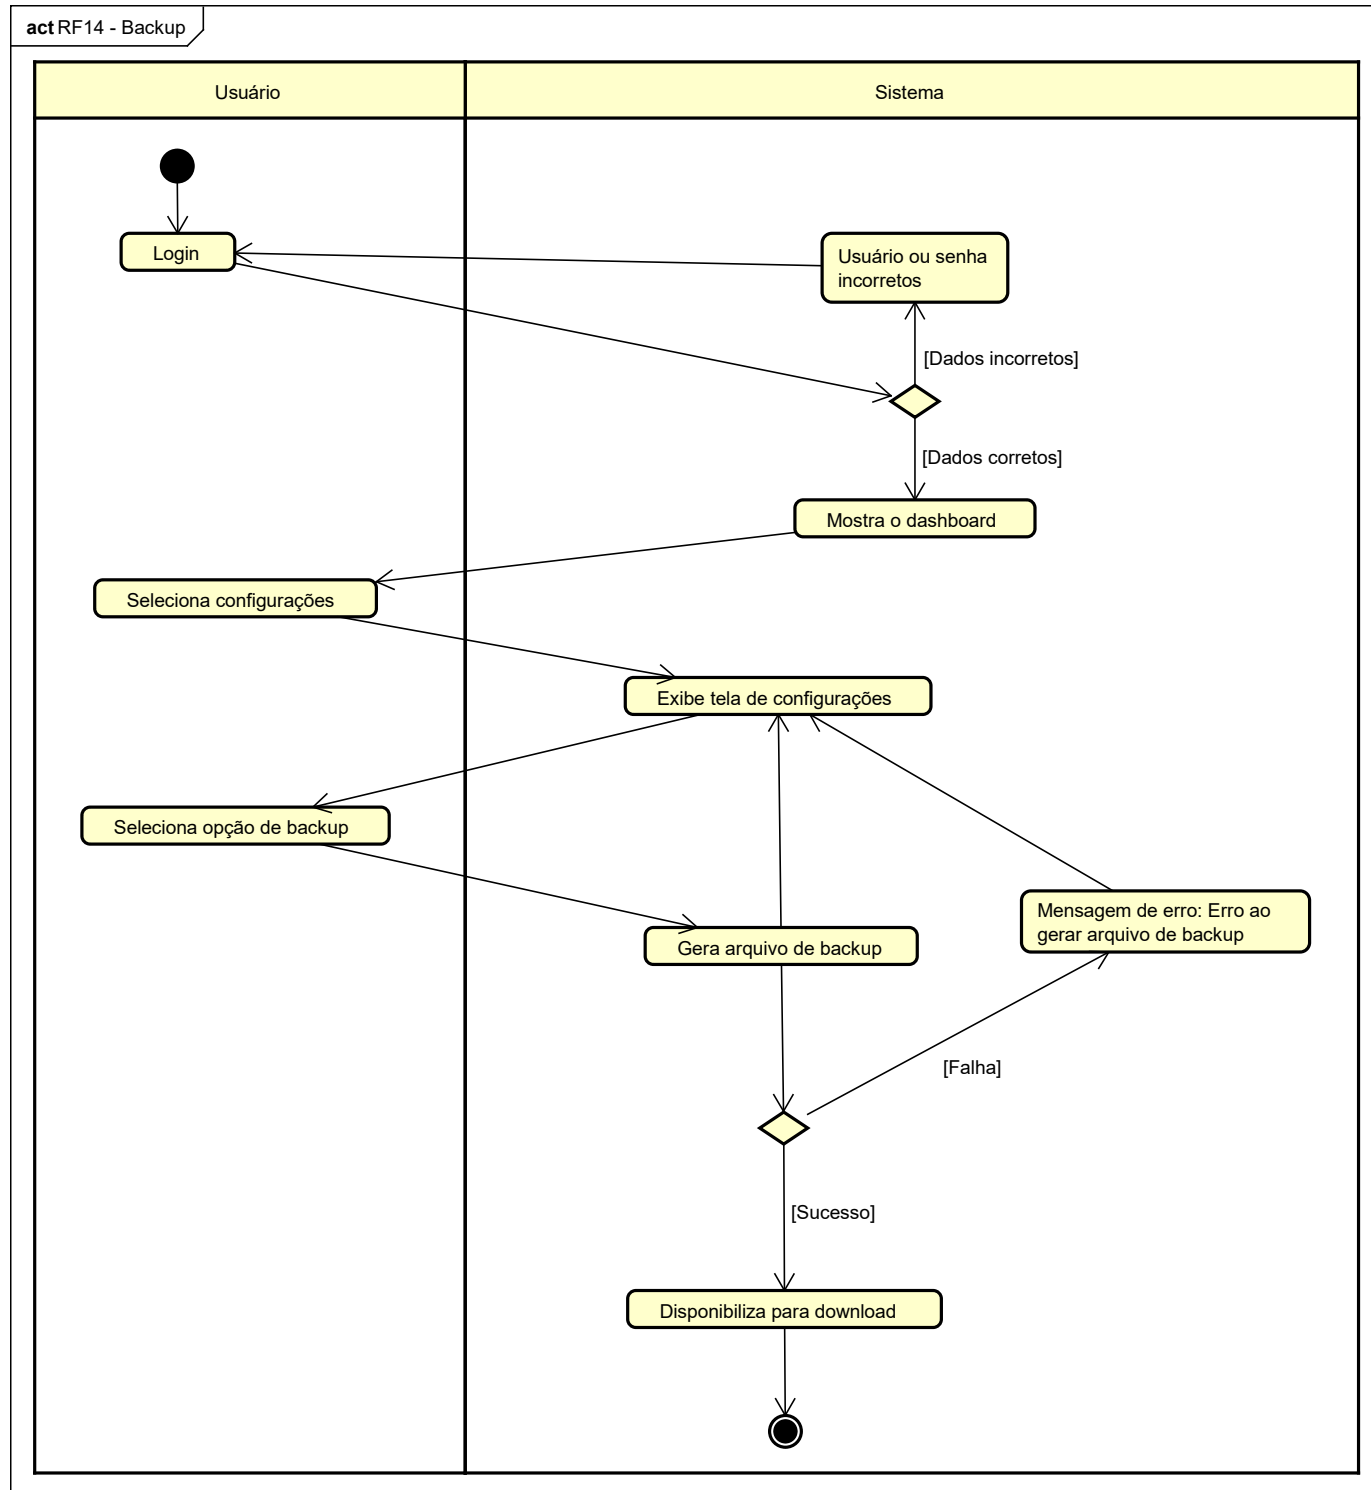 act RF14 - Backup
Usuário
Sistema
Login
Usuário ou senha
incorretos
[Dados incorretos]
[Dados corretos]
Mostra o dashboard
Seleciona configurações
Exibe tela de configurações
Seleciona opção de backup
Mensagem de erro: Erro ao
gerar arquivo de backup
Gera arquivo de backup
[Falha]
[Sucesso]
Disponibiliza para download